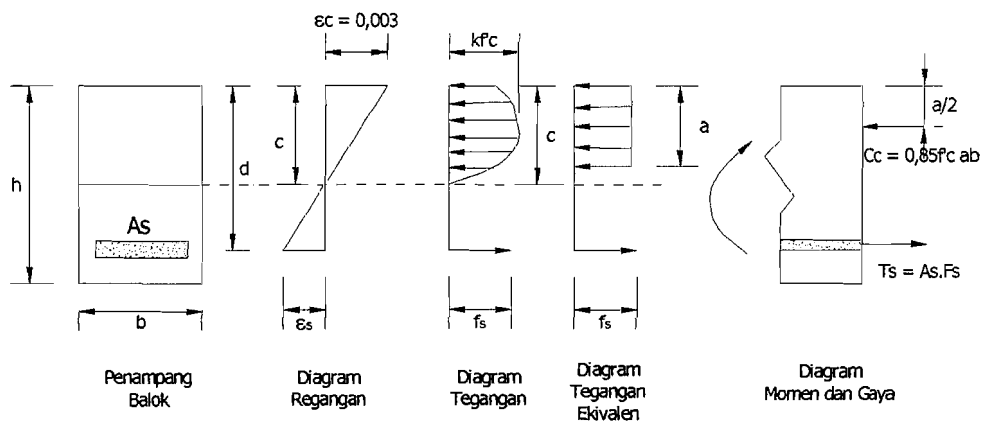 εc = 0,003
kf'c
a/2
c
d
c
a
h
Cc = 0,85f'c ab
As
Ts = As.Fs
b
εs
fs
fs
Penampang
Balok
Diagram
Regangan
Diagram
Tegangan
Diagram
Tegangan
Ekivalen
Diagram
Momen dan Gaya